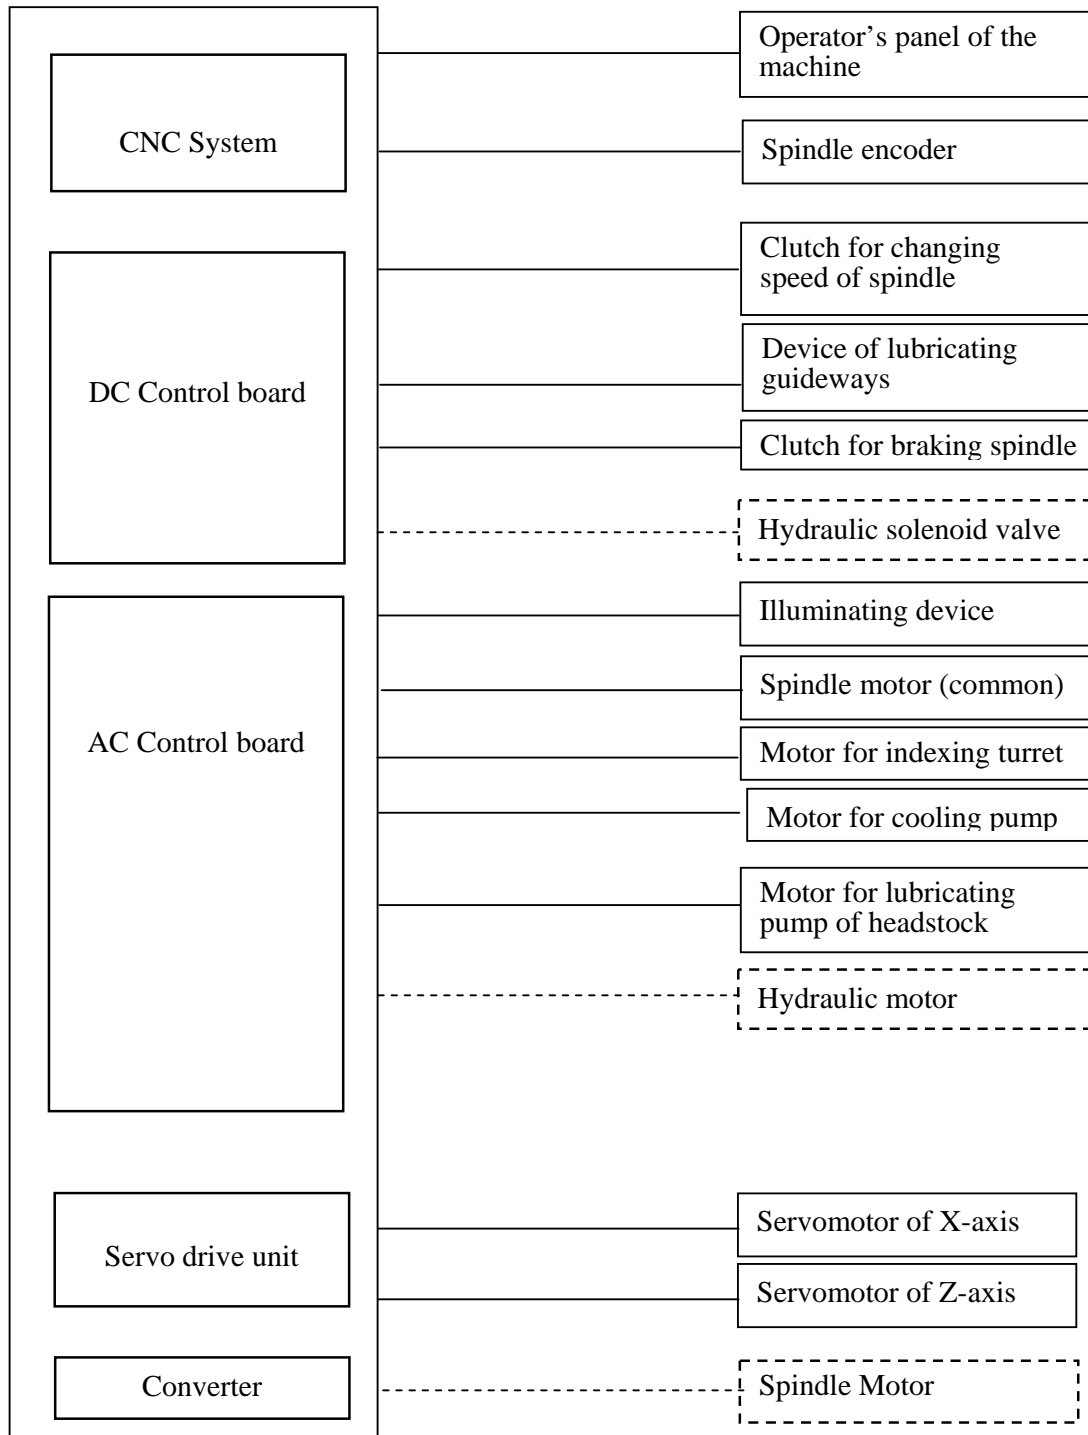 Operator’s panel of the
machine
CNC System
Spindle encoder
Clutch for changing
speed of spindle
Device of lubricating
guideways
DC Control board
Clutch for braking spindle
Hydraulic solenoid valve
Illuminating device
Spindle motor (common)
AC Control board
Motor for indexing turret
Motor for cooling pump
Motor for lubricating
pump of headstock
Hydraulic motor
Servomotor of X-axis
Servo drive unit
Servomotor of Z-axis
Converter
Spindle Motor